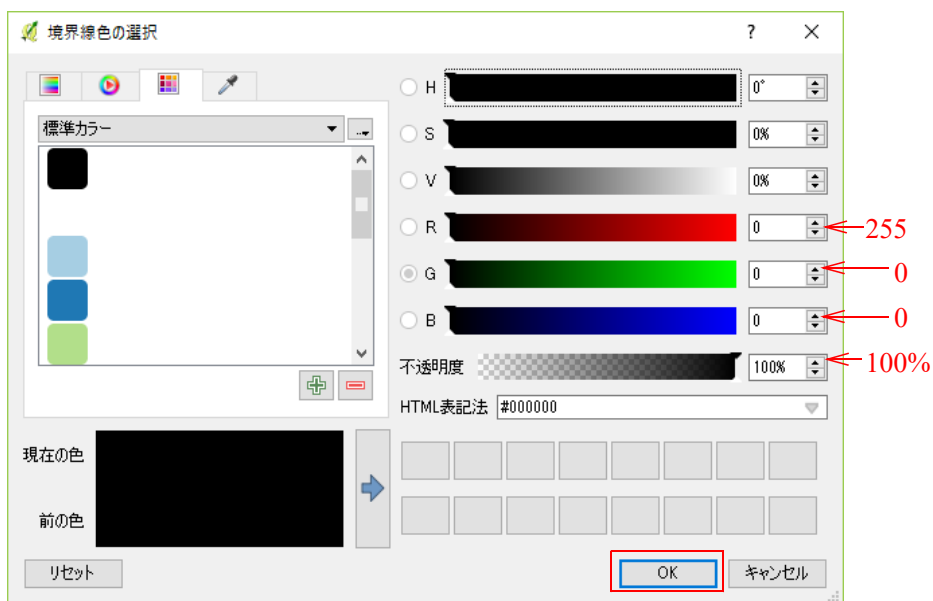 境界線色の選択 ?
標準カラー ...
H 0°
S 0%
V 0%
R 0 255
G 0 0
B 0 0
不透明度 100% 100%
HTML表記法 #000000
現在の色
前の色
リセット OK キャンセル